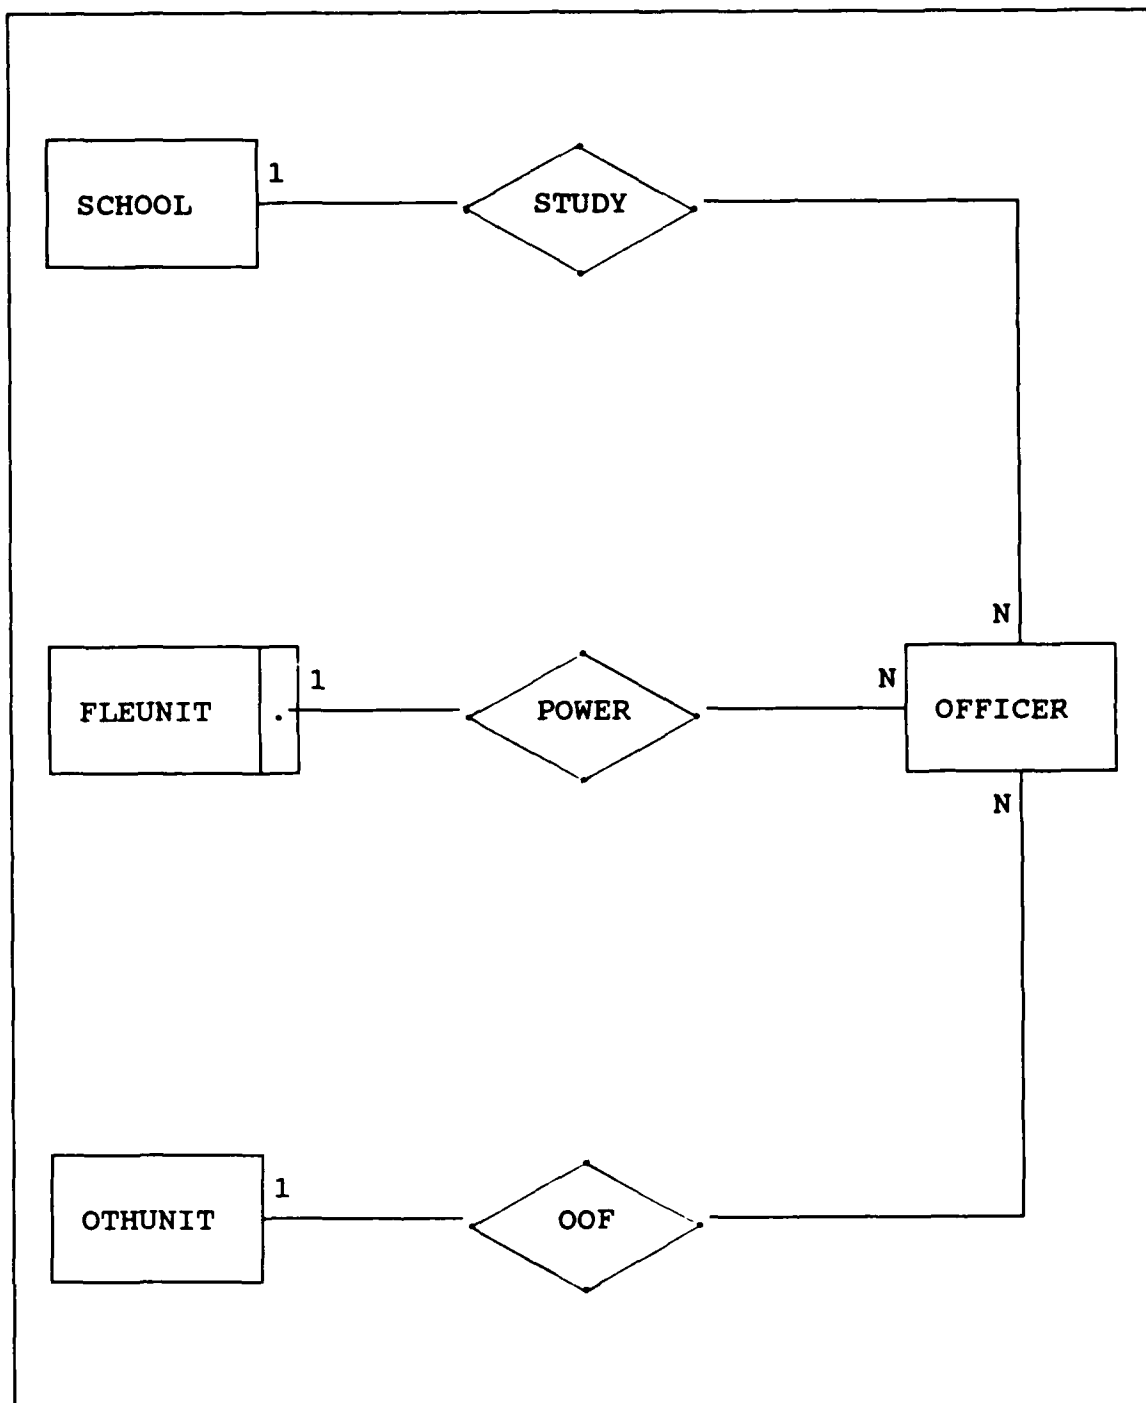 1
SCHOOL
STUDY
N
1
N
FLEUNIT
.
POWER
OFFICER
N
1
OTHUNIT
OOF